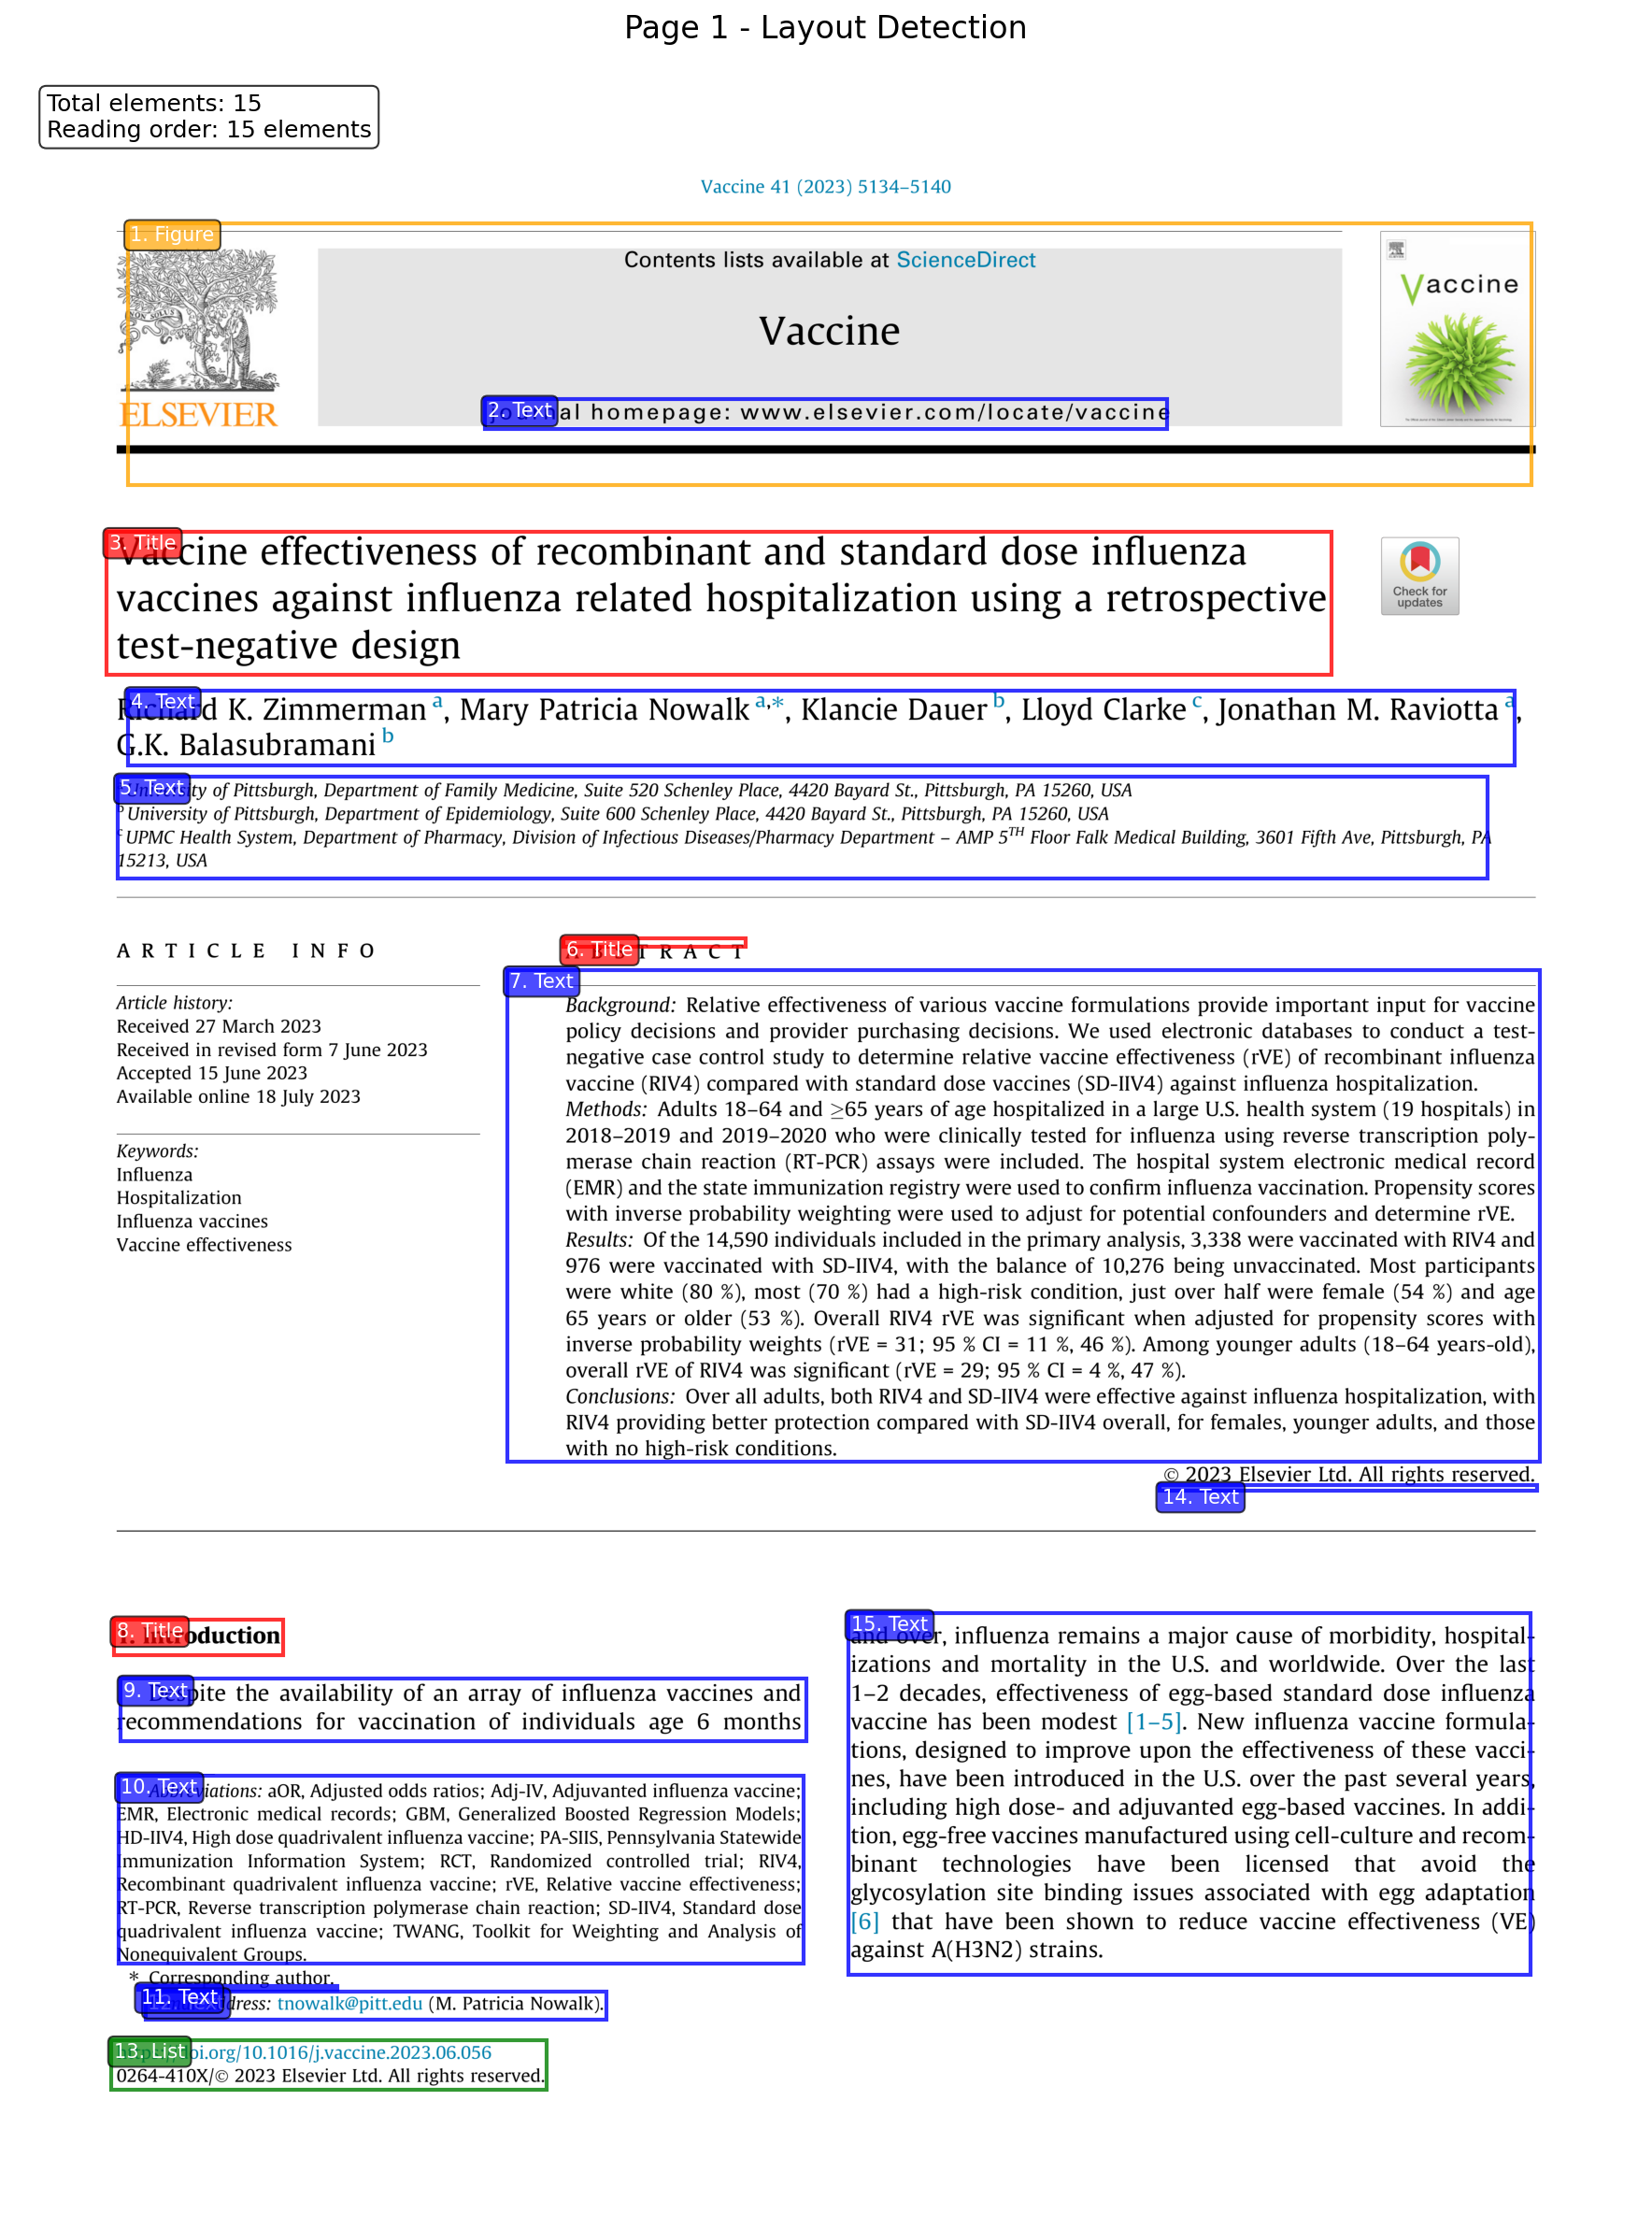 Page 1 - Layout Detection
Total elements: 15
Reading order: 15 elements
Vaccine 41 (2023) 5134–5140
1. Figure
Contents lists available at ScienceDirect
Vaccine
2. Text
al homepage: www.elsevier.com/locate/vaccine
ELSEVIER
Vaccine
3. Title
Vaccine effectiveness of recombinant and standard dose influenza
vaccines against influenza related hospitalization using a retrospective
test-negative design
Check for
updates
4. Text
Richard K. Zimmerman a, Mary Patricia Nowalk a,*, Klancie Dauer b, Lloyd Clarke c, Jonathan M. Raviotta a,
G.K. Balasubramani b
5. Text
University of Pittsburgh, Department of Family Medicine, Suite 520 Schenley Place, 4420 Bayard St., Pittsburgh, PA 15260, USA
b University of Pittsburgh, Department of Epidemiology, Suite 600 Schenley Place, 4420 Bayard St., Pittsburgh, PA 15260, USA
c UPMC Health System, Department of Pharmacy, Division of Infectious Diseases/Pharmacy Department – AMP 5TH Floor Falk Medical Building, 3601 Fifth Ave, Pittsburgh, PA
15213, USA
ARTICLE INFO
Article history:
Received 27 March 2023
Received in revised form 7 June 2023
Accepted 15 June 2023
Available online 18 July 2023
Keywords:
Influenza
Hospitalization
Influenza vaccines
Vaccine effectiveness
6. Title
ABSTRACT
7. Text
Background: Relative effectiveness of various vaccine formulations provide important input for vaccine
policy decisions and provider purchasing decisions. We used electronic databases to conduct a test-
negative case control study to determine relative vaccine effectiveness (rVE) of recombinant influenza
vaccine (RIV4) compared with standard dose vaccines (SD-IIV4) against influenza hospitalization.
Methods: Adults 18–64 and ≥65 years of age hospitalized in a large U.S. health system (19 hospitals) in
2018–2019 and 2019–2020 who were clinically tested for influenza using reverse transcription poly-
merase chain reaction (RT-PCR) assays were included. The hospital system electronic medical record
(EMR) and the state immunization registry were used to confirm influenza vaccination. Propensity scores
with inverse probability weighting were used to adjust for potential confounders and determine rVE.
Results: Of the 14,590 individuals included in the primary analysis, 3,338 were vaccinated with RIV4 and
976 were vaccinated with SD-IIV4, with the balance of 10,276 being unvaccinated. Most participants
were white (80 %), most (70 %) had a high-risk condition, just over half were female (54 %) and age
65 years or older (53 %). Overall RIV4 rVE was significant when adjusted for propensity scores with
inverse probability weights (rVE = 31; 95 % CI = 11 %, 46 %). Among younger adults (18–64 years-old),
overall rVE of RIV4 was significant (rVE = 29; 95 % CI = 4 %, 47 %).
Conclusions: Over all adults, both RIV4 and SD-IIV4 were effective against influenza hospitalization, with
RIV4 providing better protection compared with SD-IIV4 overall, for females, younger adults, and those
with no high-risk conditions.
© 2023 Elsevier Ltd. All rights reserved.
14. Text
8. Title
1. Introduction
9. Text
Despite the availability of an array of influenza vaccines and
recommendations for vaccination of individuals age 6 months
10. Text
Abbreviations: aOR, Adjusted odds ratios; Adj-IV, Adjuvanted influenza vaccine;
EMR, Electronic medical records; GBM, Generalized Boosted Regression Models;
HD-IIV4, High dose quadrivalent influenza vaccine; PA-SIIS, Pennsylvania Statewide
Immunization Information System; RCT, Randomized controlled trial; RIV4,
Recombinant quadrivalent influenza vaccine; rVE, Relative vaccine effectiveness;
RT-PCR, Reverse transcription polymerase chain reaction; SD-IIV4, Standard dose
quadrivalent influenza vaccine; TWANG, Toolkit for Weighting and Analysis of
Nonequivalent Groups.
* Corresponding author.
11. Text
dress: tnowalk@pitt.edu (M. Patricia Nowalk).
13. List
oi.org/10.1016/j.vaccine.2023.06.056
0264-410X/© 2023 Elsevier Ltd. All rights reserved.
15. Text
and over, influenza remains a major cause of morbidity, hospital-
izations and mortality in the U.S. and worldwide. Over the last
1–2 decades, effectiveness of egg-based standard dose influenza
vaccine has been modest [1–5]. New influenza vaccine formula-
tions, designed to improve upon the effectiveness of these vacci-
nes, have been introduced in the U.S. over the past several years,
including high dose- and adjuvanted egg-based vaccines. In addi-
tion, egg-free vaccines manufactured using cell-culture and recom-
binant technologies have been licensed that avoid the
glycosylation site binding issues associated with egg adaptation
[6] that have been shown to reduce vaccine effectiveness (VE)
against A(H3N2) strains.